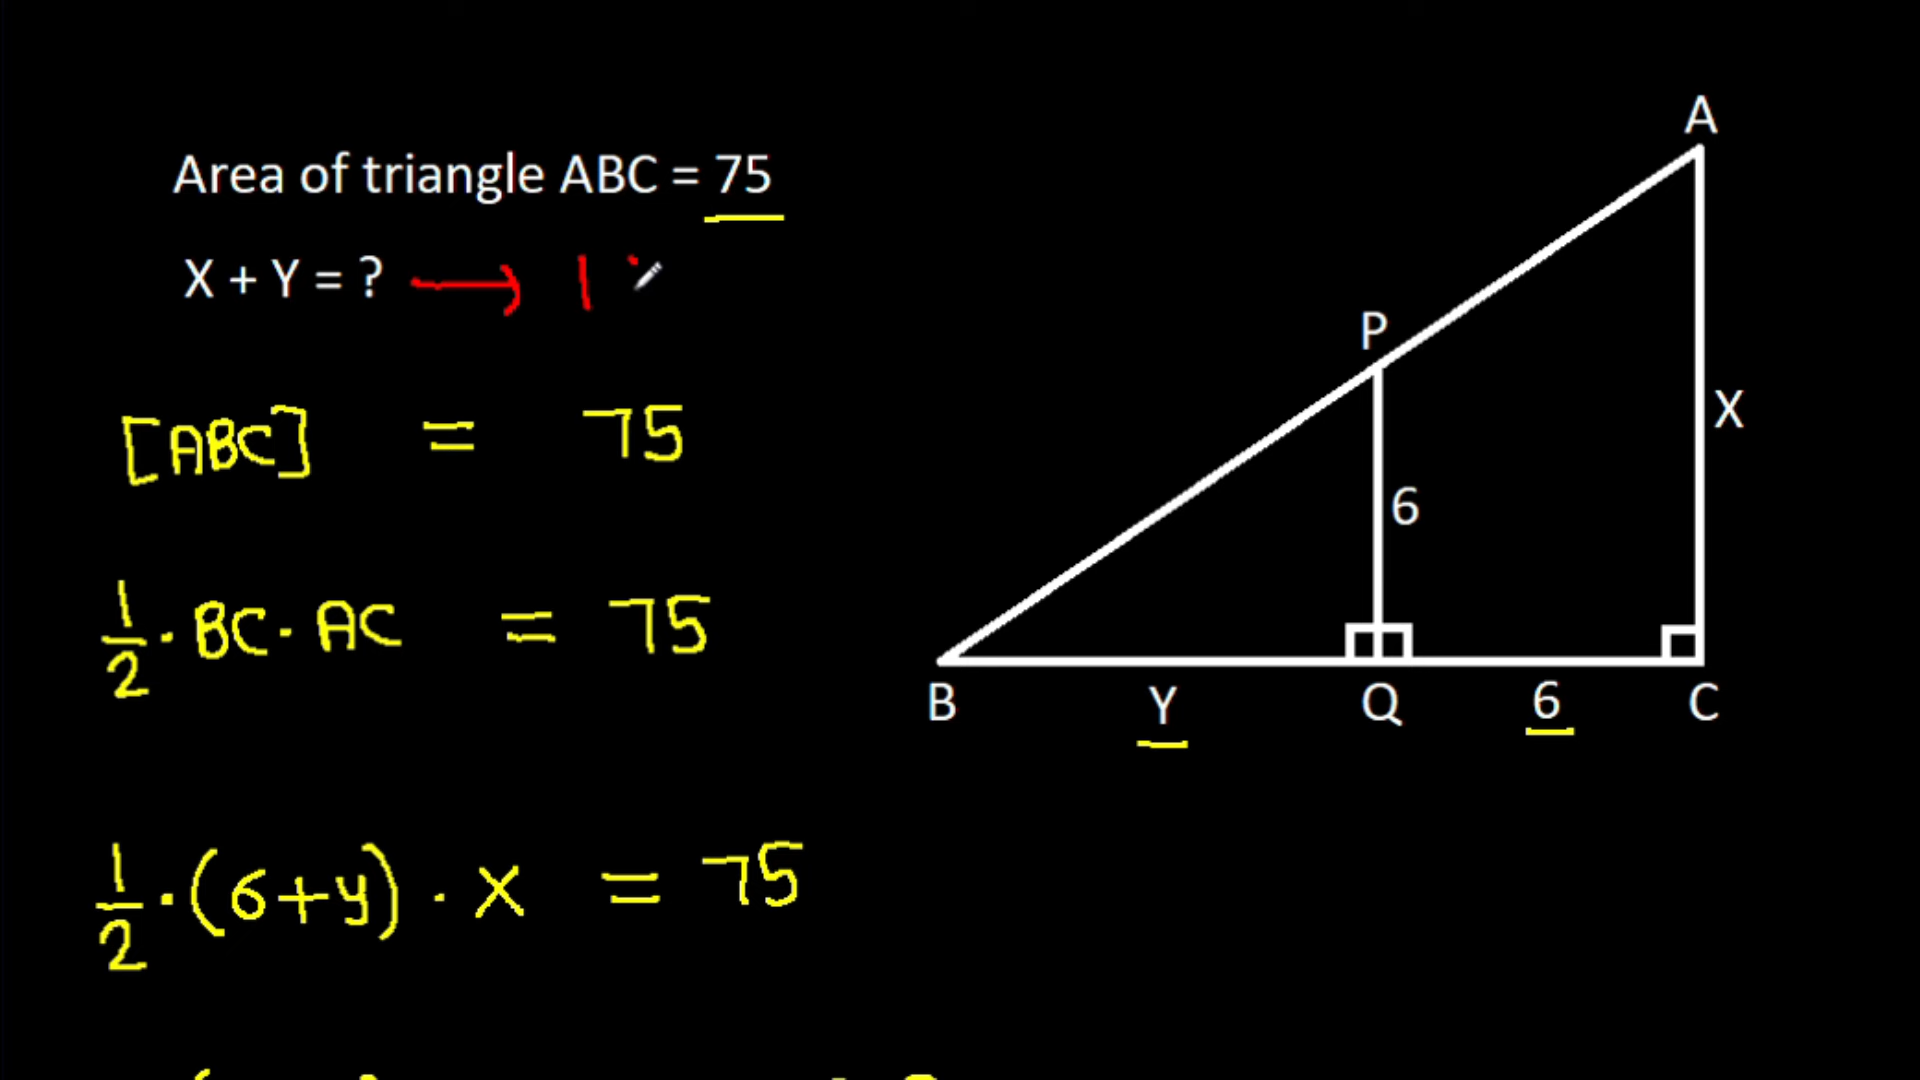 Area of triangle ABC = 75
X + Y = ? → 1
[ABC] = 75
1/2 · BC · AC = 75
1/2 · (6+y) · x = 75
A
P
X
6
B Y Q 6 C